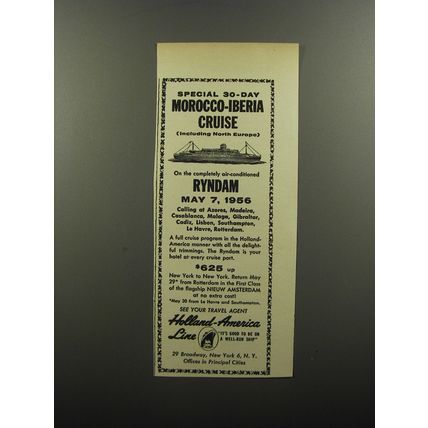 SPECIAL 30-DAY
MOROCCO-IBERIA
CRUISE
(including North Europe)
On the completely air-conditioned
RYNDAM
MAY 7, 1956
Calling at Azores, Madeira,
Casablanca, Malaga, Gibraltar,
Cadiz, Lisbon, Southampton,
Le Havre, Rotterdam.
A full cruise program in the Holland-
America manner with all the delight-
ful trimmings. The Ryndam is your
hotel at every cruise port.
$625 up
New York to New York. Return May
29* from Rotterdam in the First Class
of the flagship NIEUW AMSTERDAM
at no extra cost!
*May 30 from Le Havre and Southampton.
SEE YOUR TRAVEL AGENT
Holland-America
Line
"IT'S GOOD TO BE ON
A WELL-RUN SHIP"
29 Broadway, New York 6, N. Y.
Offices in Principal Cities